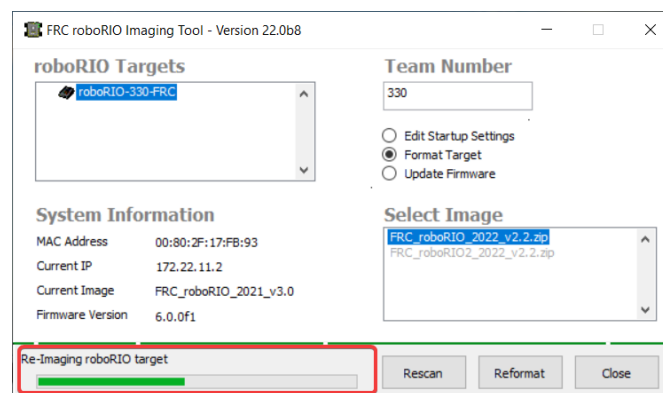 FRC roboRIO Imaging Tool - Version 22.0b8
roboRIO Targets
roboRIO-330-FRC
Team Number
330
Edit Startup Settings
Format Target
Update Firmware
System Information
MAC Address 00:80:2F:17:FB:93
Current IP 172.22.11.2
Current Image FRC_roboRIO_2021_v3.0
Firmware Version 6.0.0f1
Select Image
FRC_roboRIO_2022_v2.2.zip
FRC_roboRIO2_2022_v2.2.zip
Re-Imaging roboRIO target
Rescan
Reformat
Close